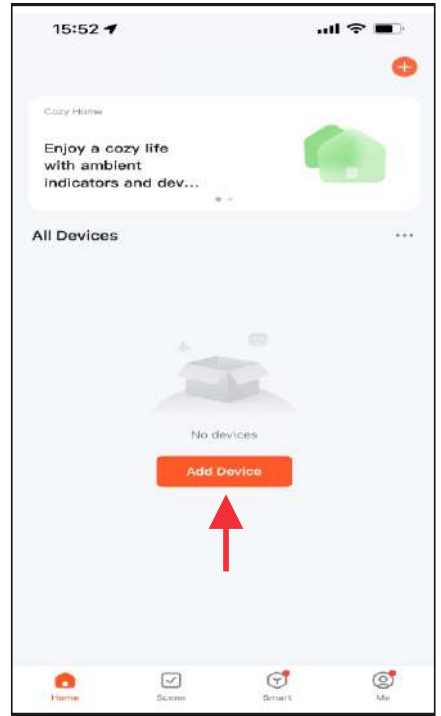 15:52
Cozy Home
Enjoy a cozy life
with ambient
indicators and dev...
All Devices
No devices
Add Device
Home
Scene
Smart
Me